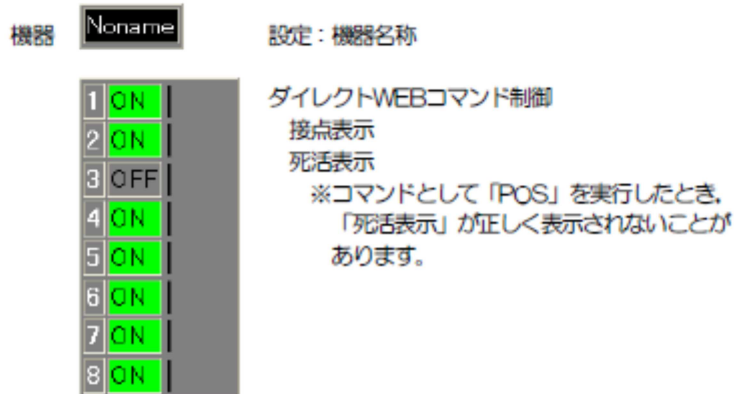 機器 Noname 設定：機器名称
1 ON ダイレクトWEBコマンド制御
2 ON 接点表示
死活表示
3 OFF ※コマンドとして「POS」を実行したとき，
4 ON 「死活表示」が正しく表示されないことが
5 ON あります。
6 ON
7 ON
8 ON